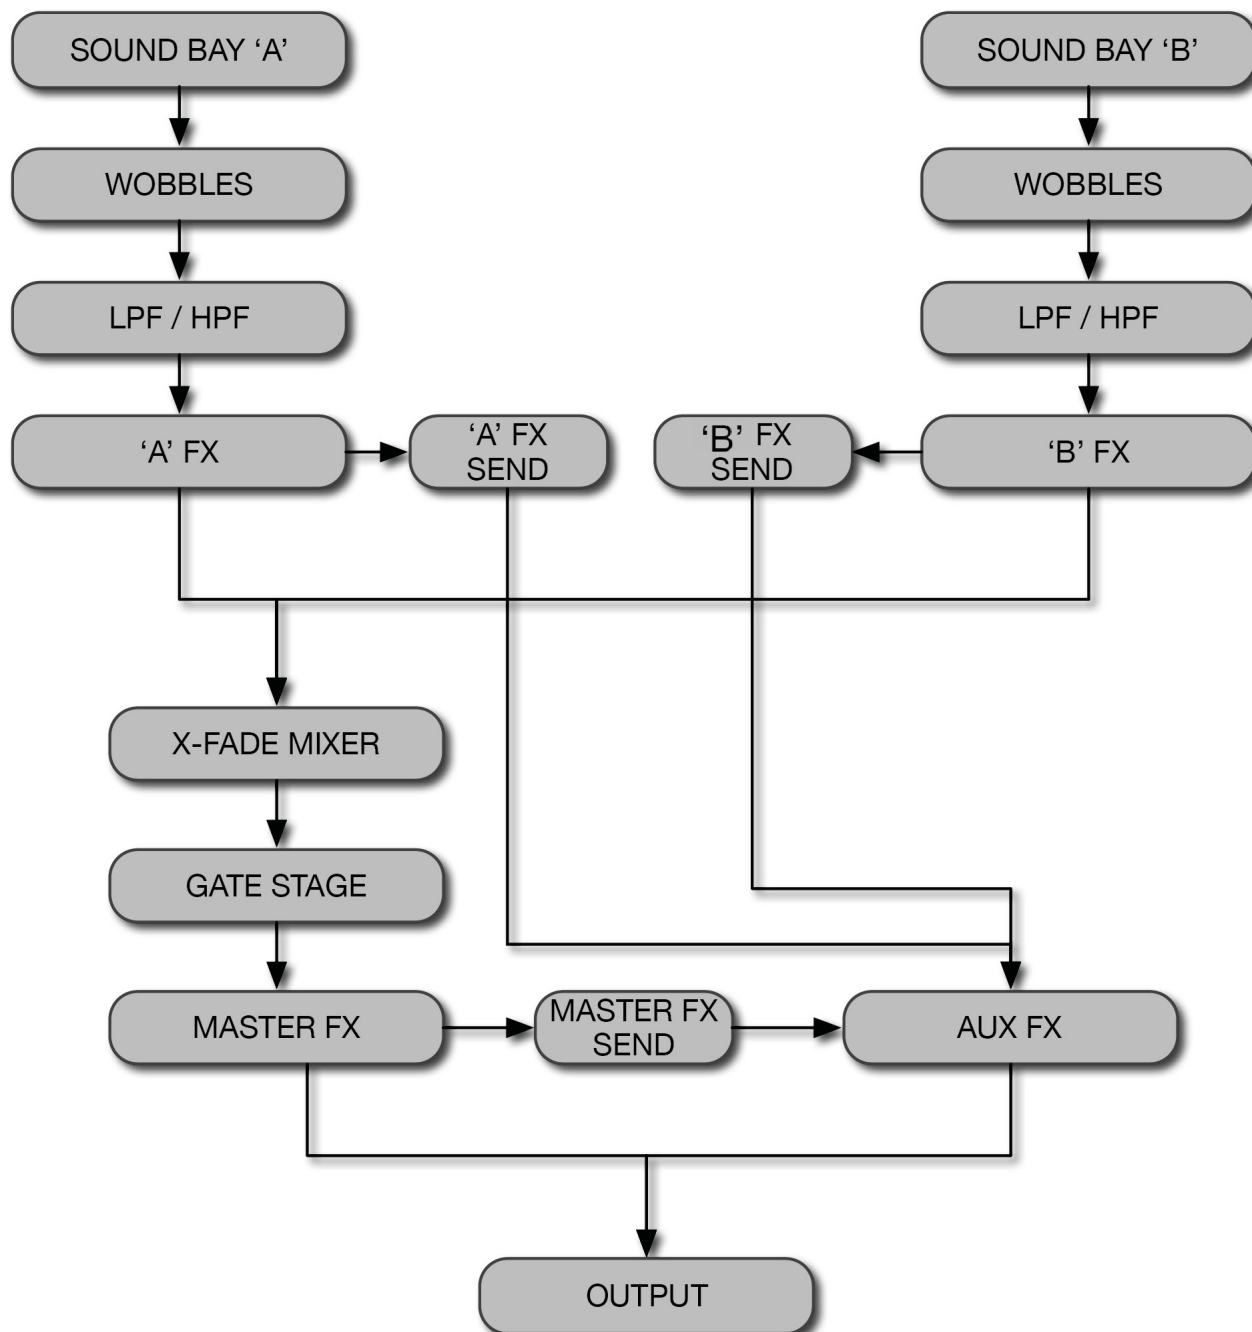 SOUND BAY ‘A’
SOUND BAY ‘B’
WOBBLES
WOBBLES
LPF / HPF
LPF / HPF
‘A’ FX
‘A’ FX
SEND
‘B’ FX
SEND
‘B’ FX
X-FADE MIXER
GATE STAGE
MASTER FX
MASTER FX
SEND
AUX FX
OUTPUT